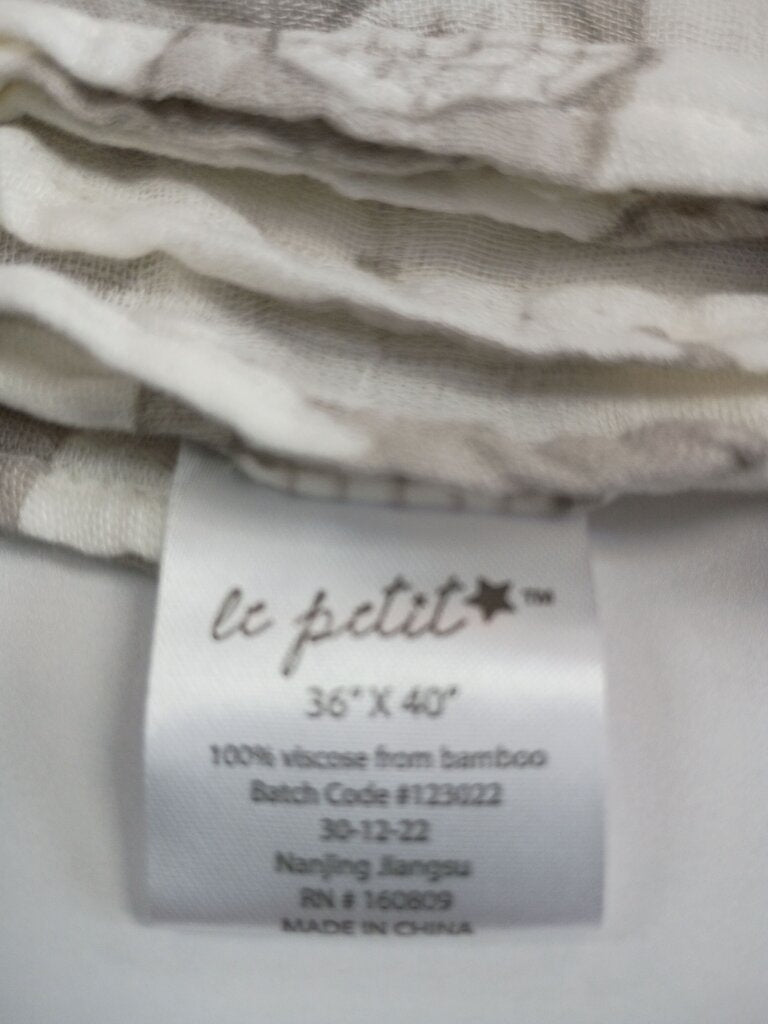 le petit ★™
36" X 40"
100% viscose from bamboo
Batch Code #123022
30-12-22
Nanjing Jiangsu
RN # 160809
MADE IN CHINA